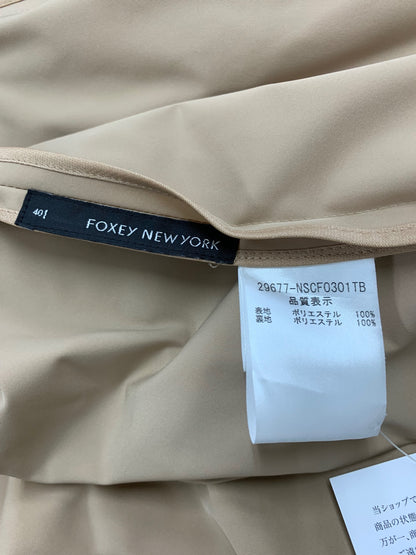 401
FOXEY NEW YORK
29677-NSCF0301TB
品質表示
表地 ポリエステル 100%
裏地 ポリエステル 100%
当ショップで
商品の状態
万が一、商